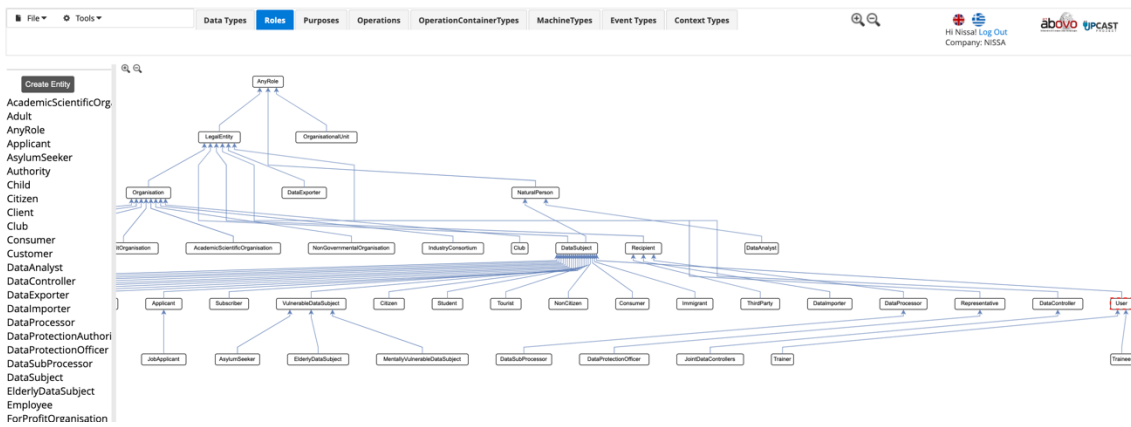 File Tools Data Types Roles Purposes Operations OperationContainerTypes MachineTypes Event Types Context Types
Hi Nissa! Log Out
Company: NISSA
abovo
UPCAST
PROJECT
Create Entity
AcademicScientificOrg
Adult
AnyRole
Applicant
AsylumSeeker
Authority
Child
Citizen
Client
Club
Consumer
Customer
DataAnalyst
DataController
DataExporter
DataImporter
DataProcessor
DataProtectionAuthori
DataProtectionOfficer
DataSubProcessor
DataSubject
ElderlyDataSubject
Employee
ForProfitOrganisation
AnyRole
LegalEntity OrganisationalUnit
Organisation DataExporter NaturalPerson
itOrganisation AcademicScientificOrganisation NonGovernmentalOrganisation IndustryConsortium Club DataSubject Recipient DataAnalyst
Applicant Subscriber VulnerableDataSubject Citizen Student Tourist NonCitizen Consumer Immigrant ThirdParty DataImporter DataProcessor Representative DataController User
JobApplicant AsylumSeeker ElderlyDataSubject MentallyVulnerableDataSubject DataSubProcessor DataProtectionOfficer JointDataControllers Trainer Trainee